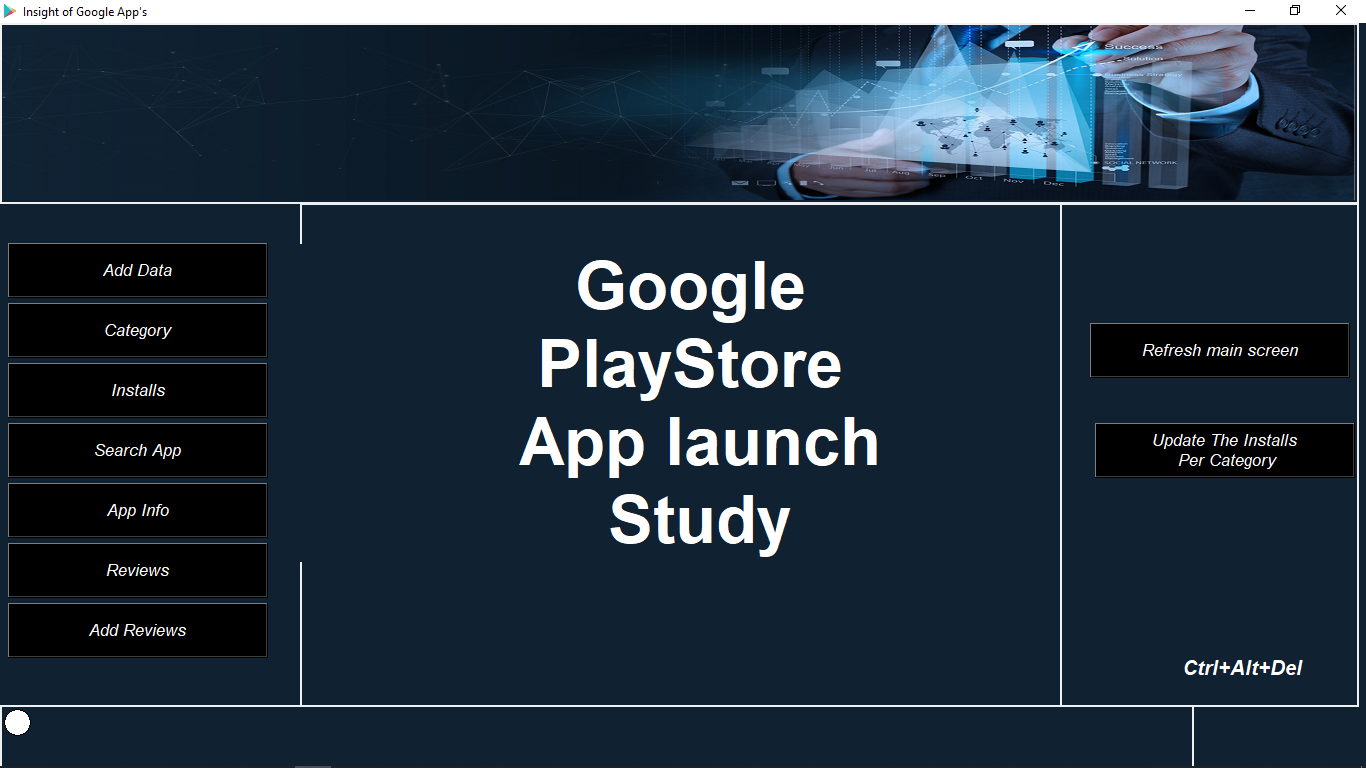 Insight of Google App's
Success
Solution
Business Strategy
SOCIAL NETWORK
Jun
Jul
Aug
Sep
Oct
Nov
Dec
Add Data
Category
Installs
Search App
App Info
Reviews
Add Reviews
Google
PlayStore
App launch
Study
Refresh main screen
Update The Installs
Per Category
Ctrl+Alt+Del